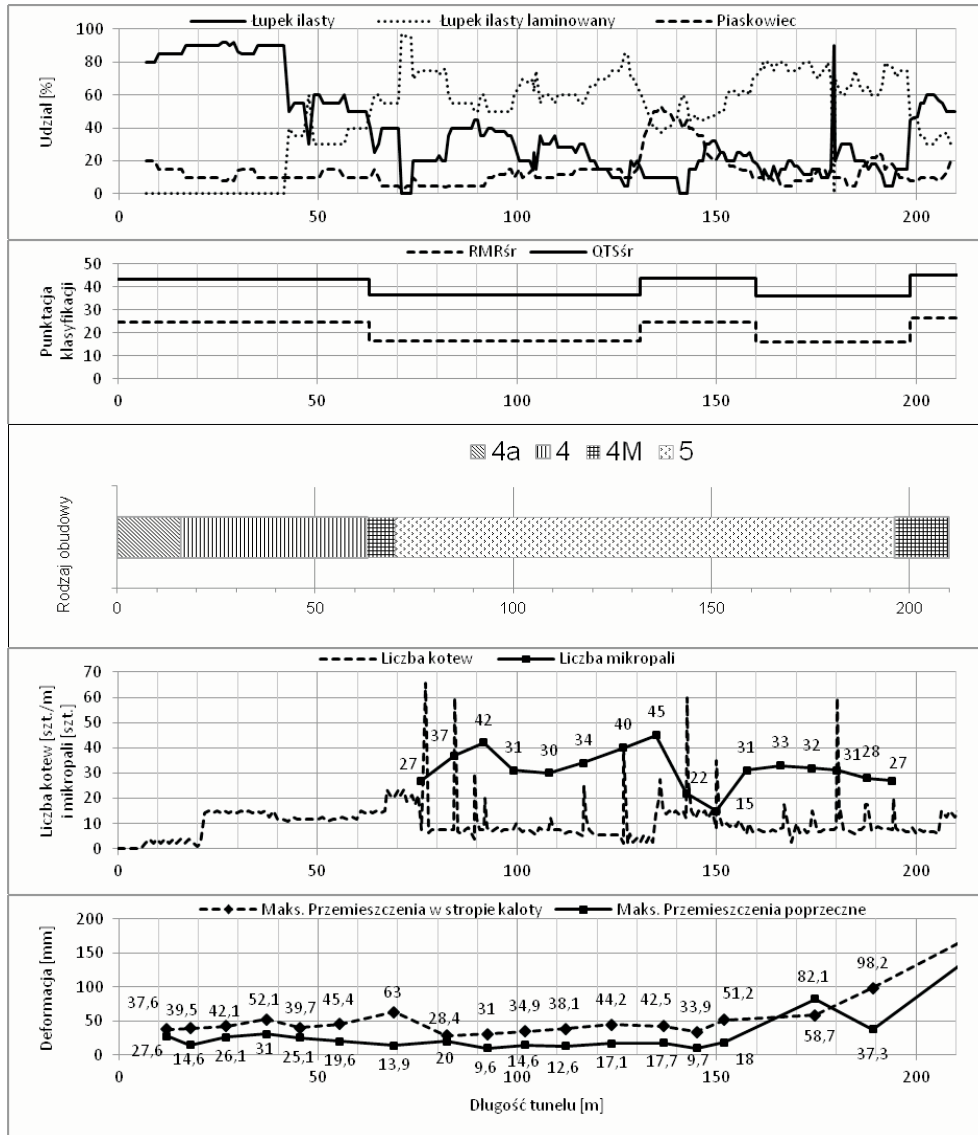 Łupek ilasty Łupek ilasty laminowany Piaskowiec
Udział [%]
100
80
60
40
20
0
0 50 100 150 200
RMRśr QTSśr
Punktacja
klasyfikacji
50
40
30
20
10
0
0 50 100 150 200
4a 4 4M 5
Rodzaj obudowy
0 50 100 150 200
Liczba kotew Liczba mikropali
Liczba kotew [szt./m]
i mikropali [szt.]
70
60
50
40
30
20
10
0
27 37 42 31 30 34 40 45 22 15 31 33 32 31 28 27
0 50 100 150 200
Maks. Przemieszczenia w stropie kaloty Maks. Przemieszczenia poprzeczne
Deformacja [mm]
200
150
100
50
0
37,6 39,5 42,1 52,1 39,7 45,4 63 28,4 31 34,9 38,1 44,2 42,5 33,9 51,2 58,7 98,2
27,6 14,6 26,1 31 25,1 19,6 13,9 20 9,6 14,6 12,6 17,1 17,7 9,7 18 82,1 37,3
0 50 100 150 200
Długość tunelu [m]